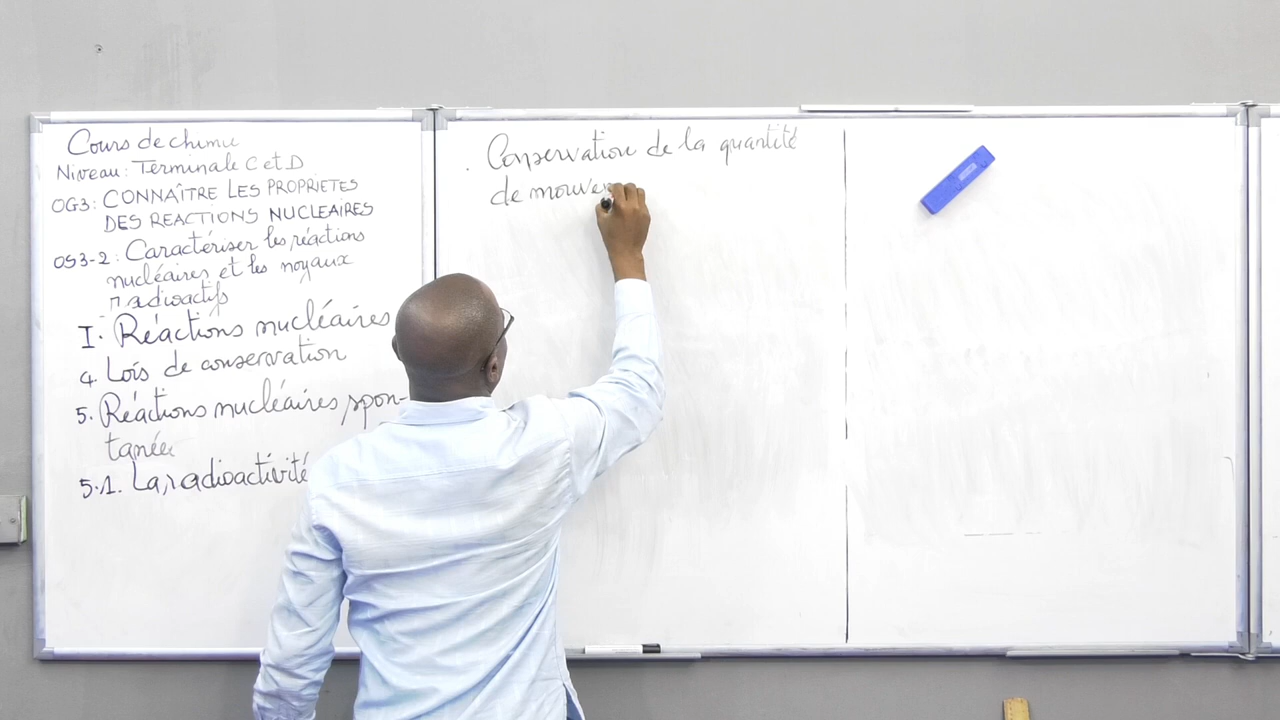 Cours de chimie
Niveau : Terminale C et D
OG3 : CONNAÎTRE LES PROPRIETES
DES REACTIONS NUCLEAIRES
OS3-2 : Caractériser les réactions
nucléaires et les noyaux
radioactifs
I. Réactions nucléaires
4. Lois de conservation
5. Réactions nucléaires spon-
tanées
5.1. La radioactivité
. Conservation de la quantité
de mouve